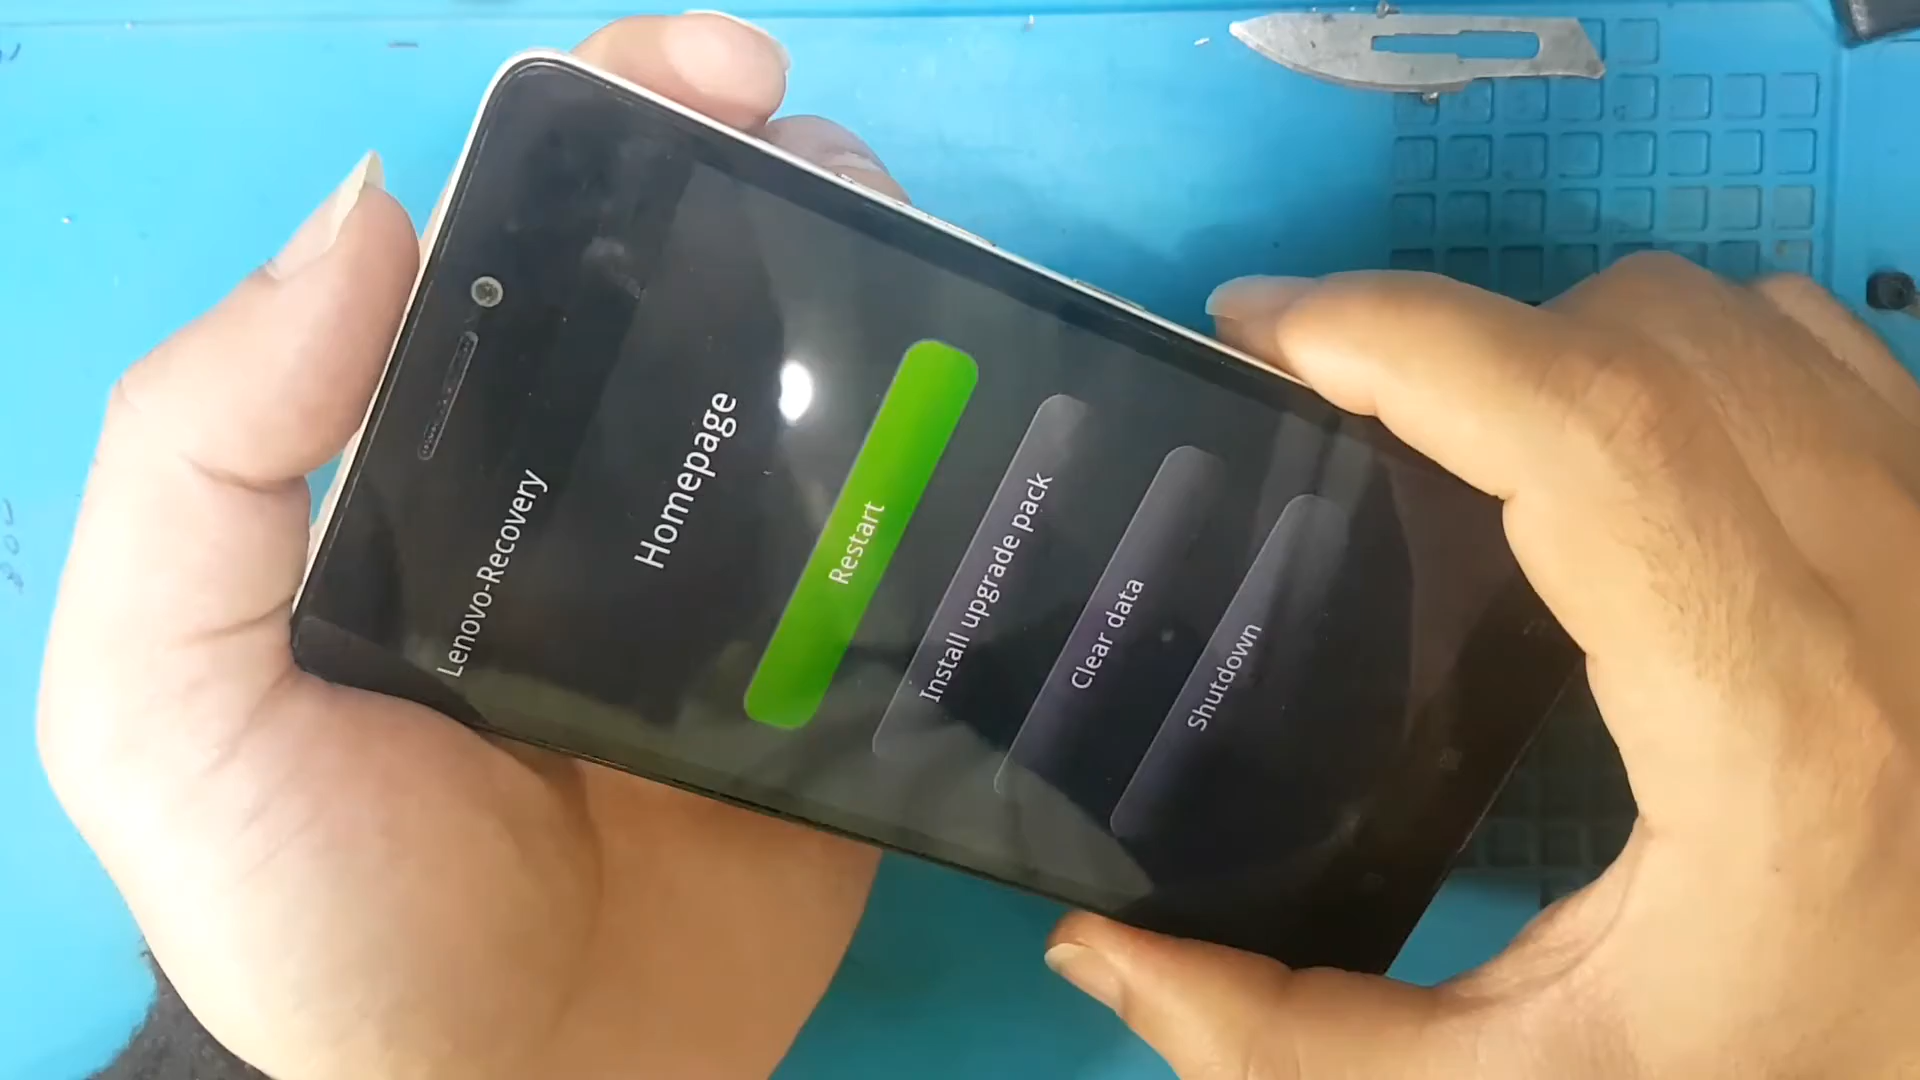 Lenovo-Recovery
Homepage
Restart
Install upgrade pack
Clear data
Shutdown